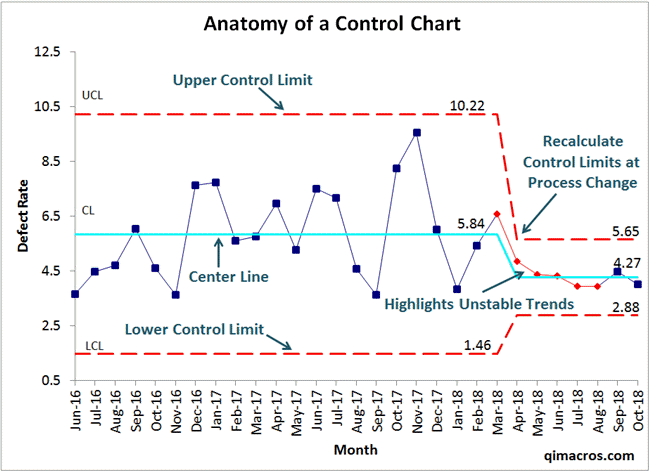 Anatomy of a Control Chart
12.5
10.5
8.5
6.5
4.5
2.5
0.5
Defect Rate
UCL
Upper Control Limit
10.22
Recalculate
Control Limits at
Process Change
CL
5.84
5.65
Center Line
4.27
Highlights Unstable Trends
2.88
Lower Control Limit
LCL
1.46
Jun-16
Jul-16
Aug-16
Sep-16
Oct-16
Nov-16
Dec-16
Jan-17
Feb-17
Mar-17
Apr-17
May-17
Jun-17
Jul-17
Aug-17
Sep-17
Oct-17
Nov-17
Dec-17
Jan-18
Feb-18
Mar-18
Apr-18
May-18
Jun-18
Jul-18
Aug-18
Sep-18
Oct-18
Month
qimacros.com